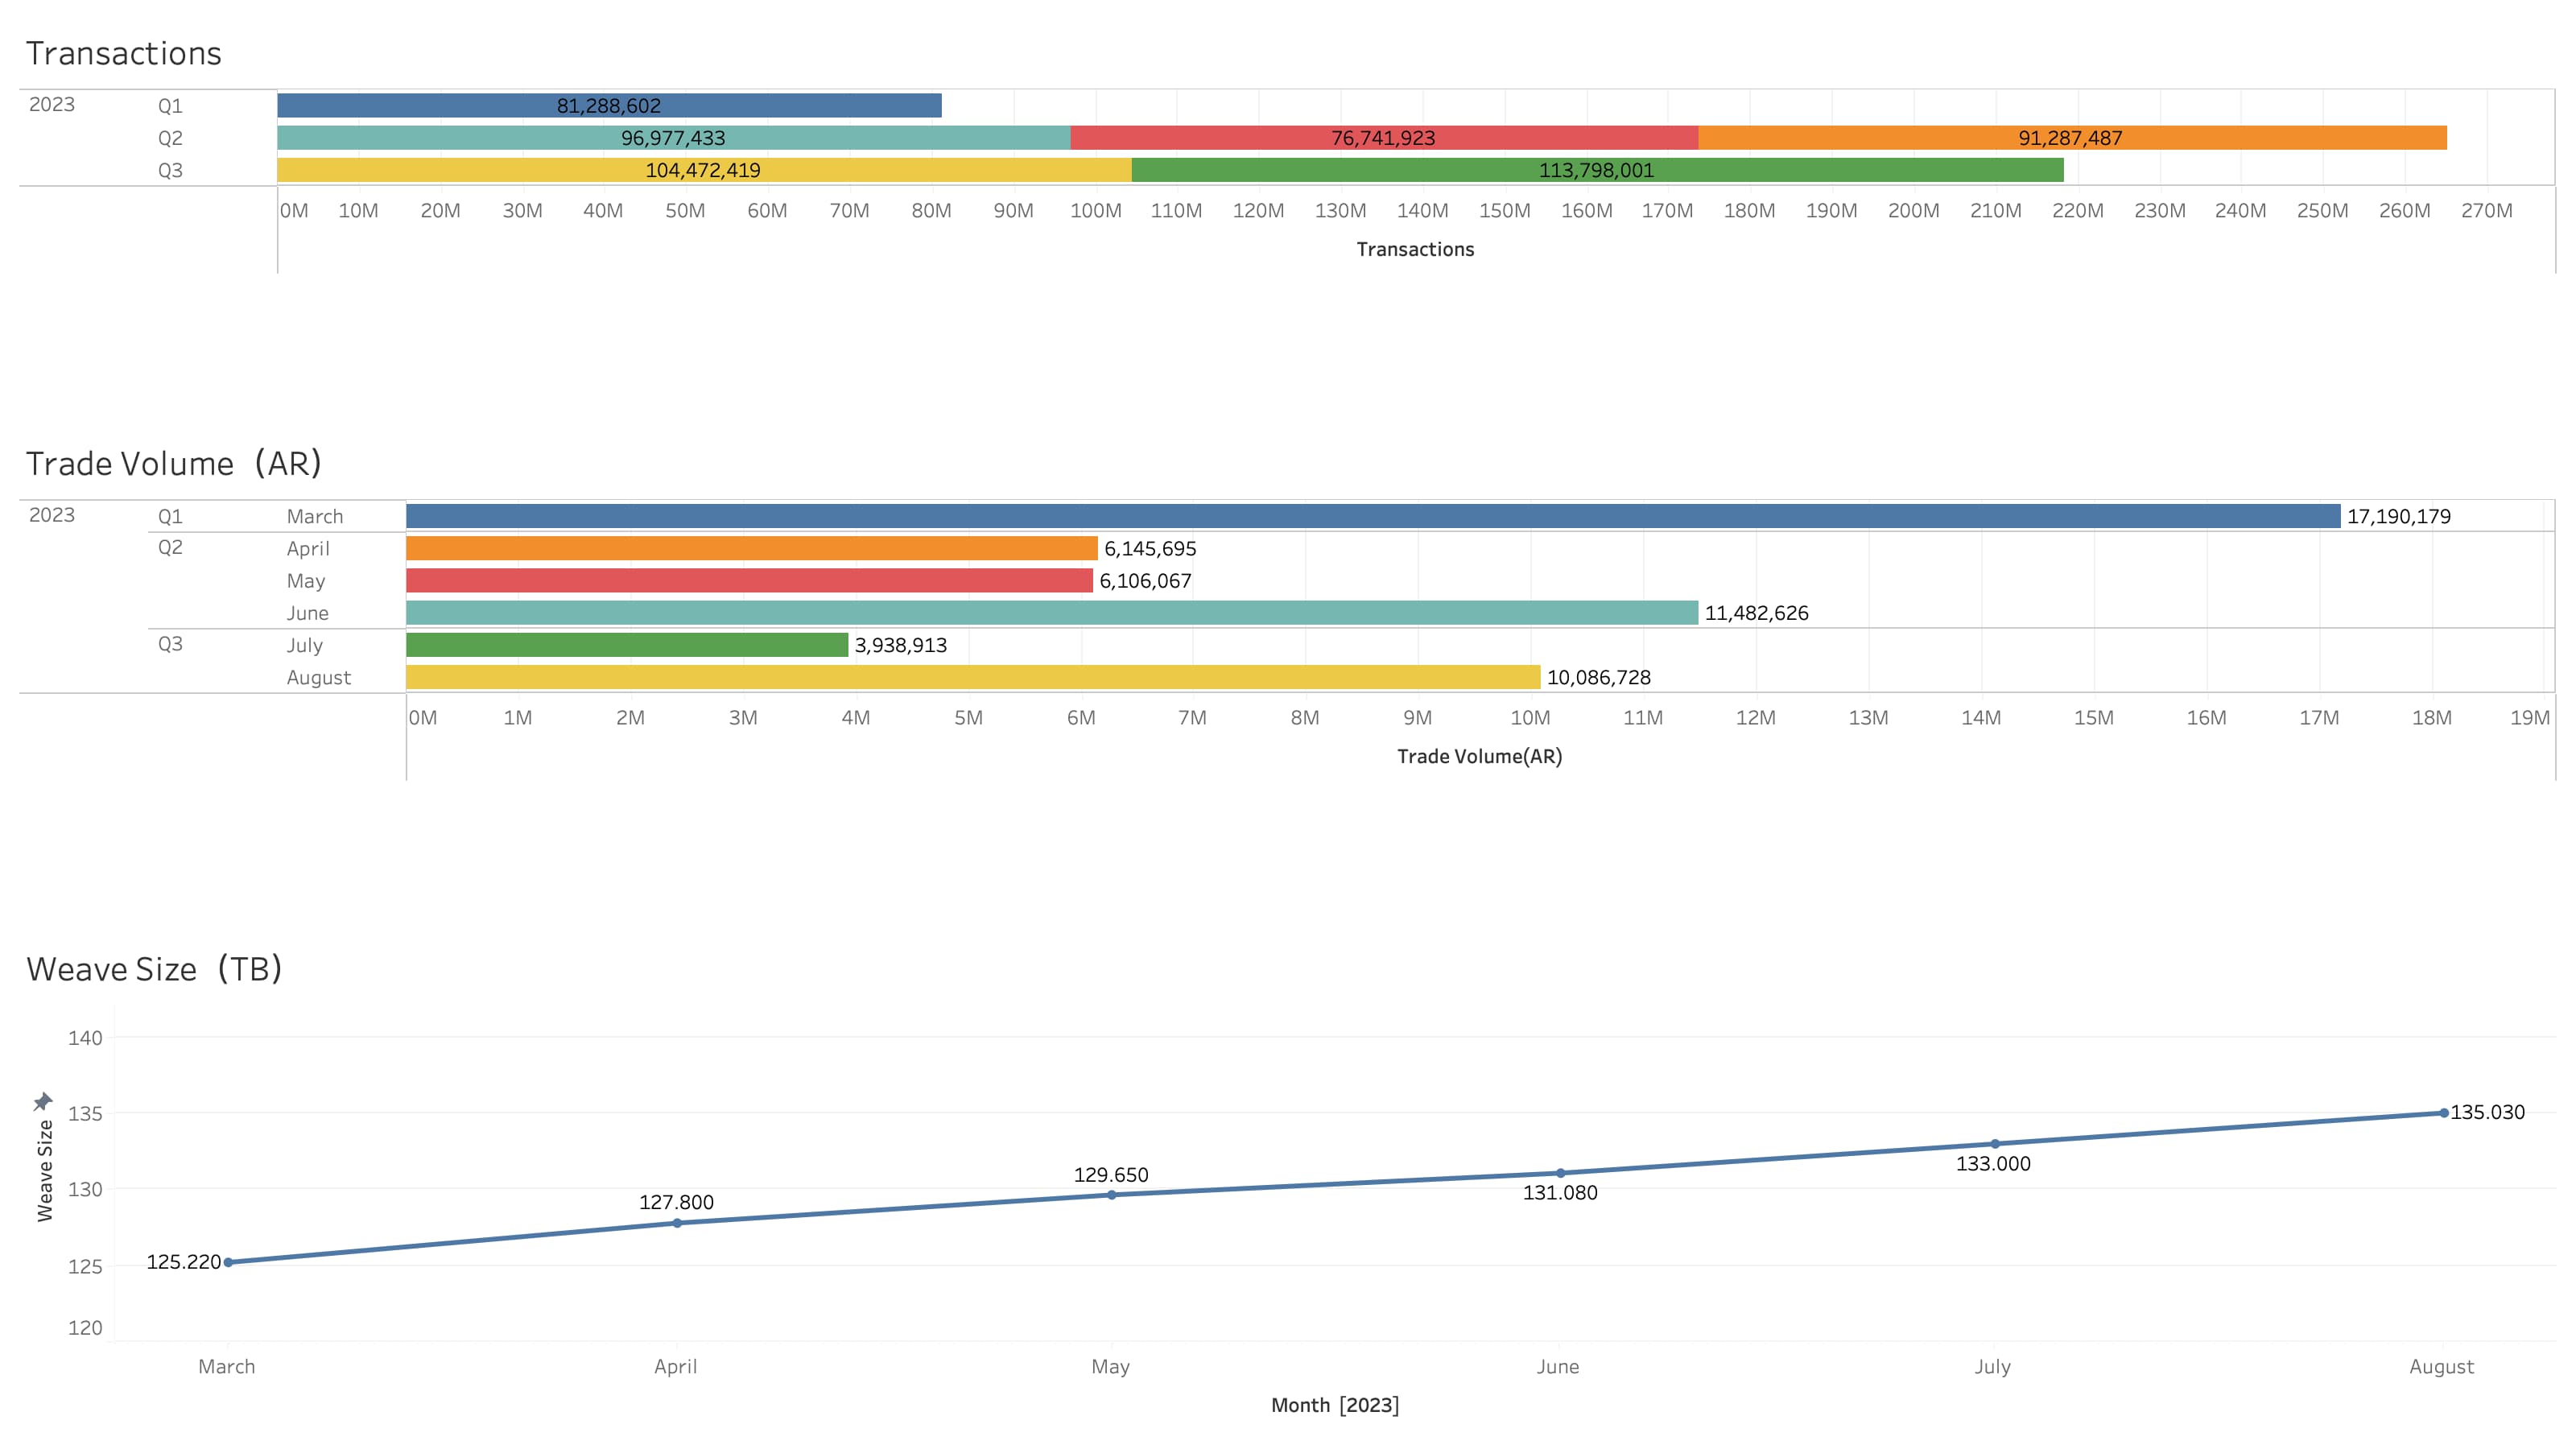 Transactions
2023 Q1 81,288,602
Q2 96,977,433 76,741,923 91,287,487
Q3 104,472,419 113,798,001
0M 10M 20M 30M 40M 50M 60M 70M 80M 90M 100M 110M 120M 130M 140M 150M 160M 170M 180M 190M 200M 210M 220M 230M 240M 250M 260M 270M
Transactions
Trade Volume (AR)
2023 Q1 March 17,190,179
Q2 April 6,145,695
May 6,106,067
June 11,482,626
Q3 July 3,938,913
August 10,086,728
0M 1M 2M 3M 4M 5M 6M 7M 8M 9M 10M 11M 12M 13M 14M 15M 16M 17M 18M 19M
Trade Volume(AR)
Weave Size (TB)
140
135
130
125
120
Weave Size
125.220
127.800
129.650
131.080
133.000
135.030
March April May June July August
Month [2023]